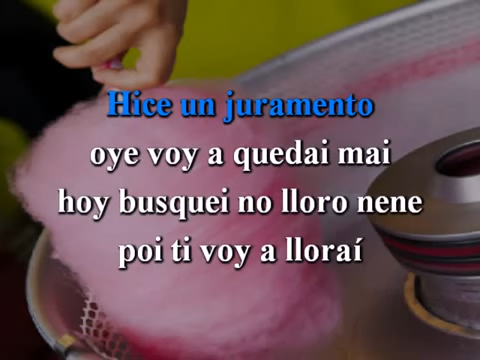 Hice un juramento
oye voy a quedai mai
hoy busquei no lloro nene
poi ti voy a lloraí